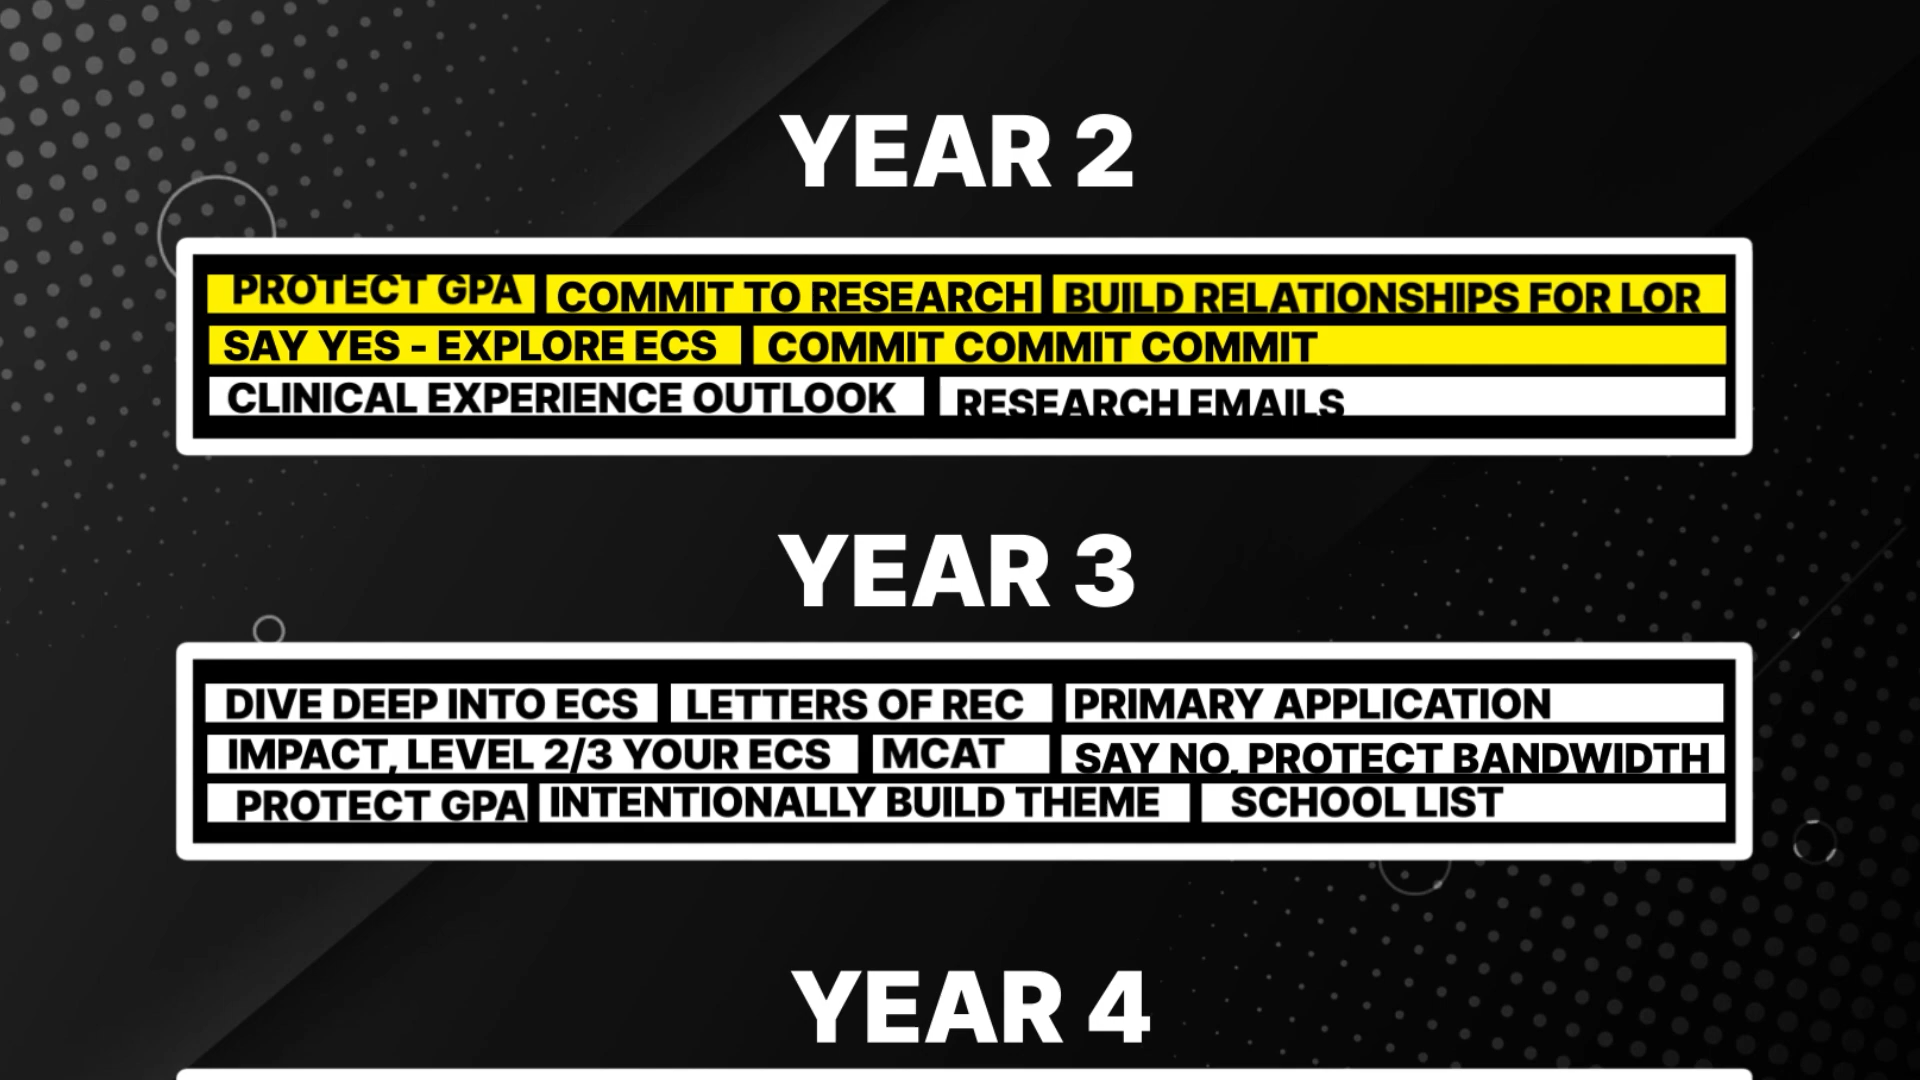 YEAR 2
PROTECT GPA COMMIT TO RESEARCH BUILD RELATIONSHIPS FOR LOR
SAY YES - EXPLORE ECS COMMIT COMMIT COMMIT
CLINICAL EXPERIENCE OUTLOOK RESEARCH EMAILS
YEAR 3
DIVE DEEP INTO ECS LETTERS OF REC PRIMARY APPLICATION
IMPACT, LEVEL 2/3 YOUR ECS MCAT SAY NO, PROTECT BANDWIDTH
PROTECT GPA INTENTIONALLY BUILD THEME SCHOOL LIST
YEAR 4